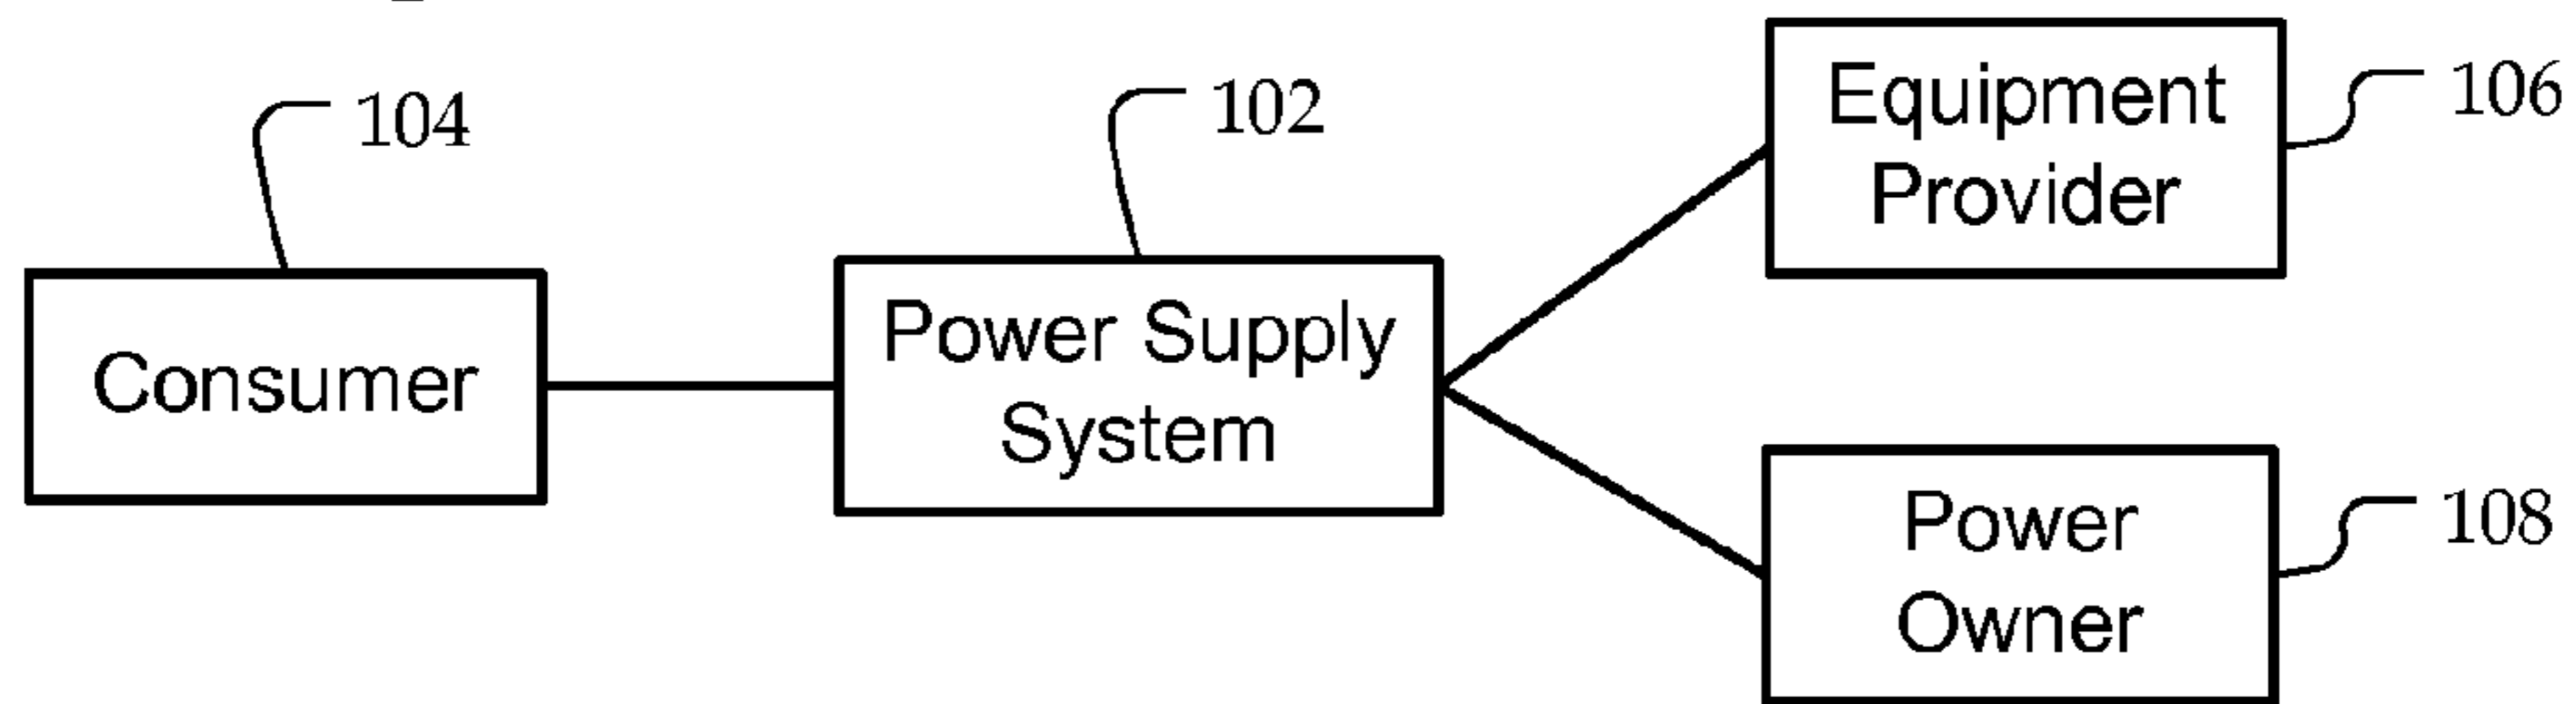 104
Consumer
102
Power Supply
System
Equipment
Provider
106
Power
Owner
108